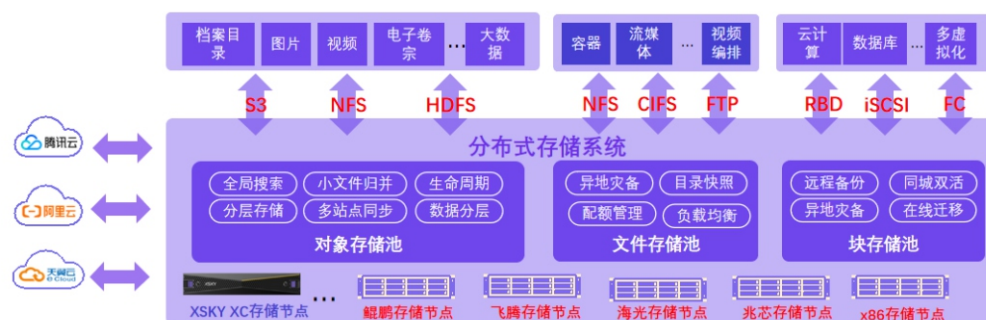 档案目录
图片
视频
电子卷宗
...
大数据
容器
流媒体
...
视频编排
云计算
数据库
...
多虚拟化
S3
NFS
HDFS
NFS
CIFS
FTP
RBD
iSCSI
FC
腾讯云
阿里云
天翼云
e Cloud
分布式存储系统
全局搜索
小文件归并
生命周期
分层存储
多站点同步
数据分层
对象存储池
异地灾备
目录快照
配额管理
负载均衡
文件存储池
远程备份
同城双活
异地灾备
在线迁移
块存储池
XSKY
XSKY XC存储节点
...
鲲鹏存储节点
飞腾存储节点
海光存储节点
兆芯存储节点
x86存储节点